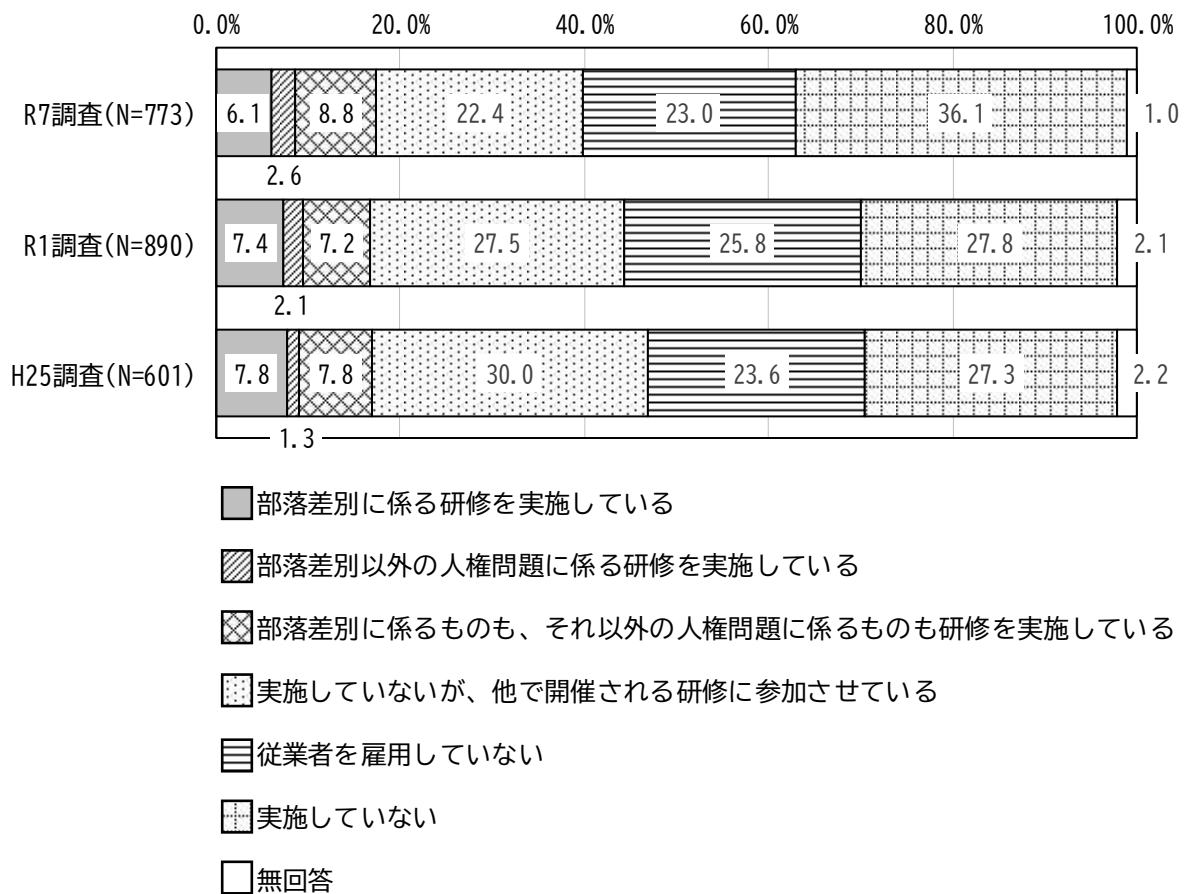 0.0% 20.0% 40.0% 60.0% 80.0% 100.0%
R7調査(N=773) 6.1 8.8 22.4 23.0 36.1 1.0
2.6
R1調査(N=890) 7.4 7.2 27.5 25.8 27.8 2.1
2.1
H25調査(N=601) 7.8 7.8 30.0 23.6 27.3 2.2
1.3
部落差別に係る研修を実施している
部落差別以外の人権問題に係る研修を実施している
部落差別に係るものも、それ以外の人権問題に係るものも研修を実施している
実施していないが、他で開催される研修に参加させている
従業者を雇用していない
実施していない
無回答